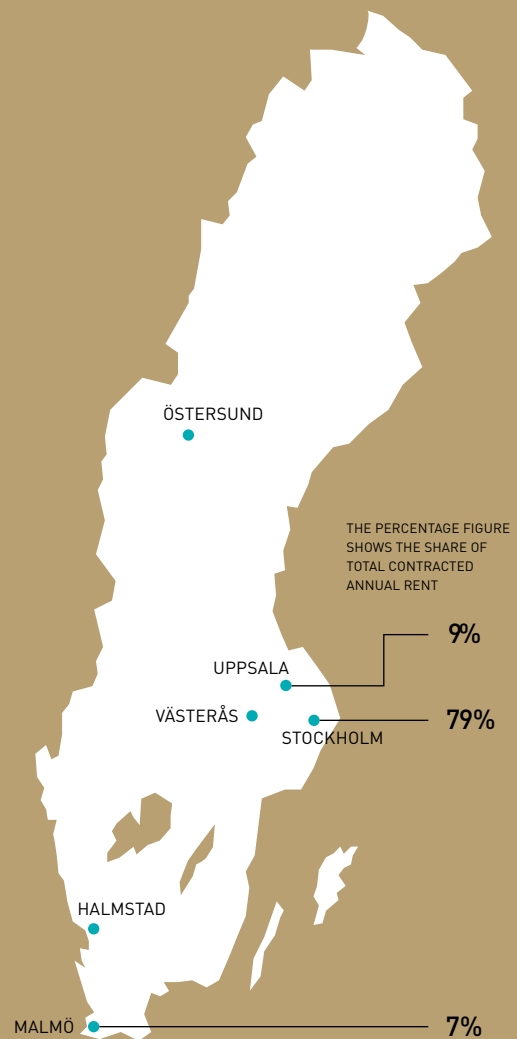 ÖSTERSUND
THE PERCENTAGE FIGURE
SHOWS THE SHARE OF
TOTAL CONTRACTED
ANNUAL RENT
9%
UPPSALA
VÄSTERÅS
79%
STOCKHOLM
HALMSTAD
MALMÖ
7%